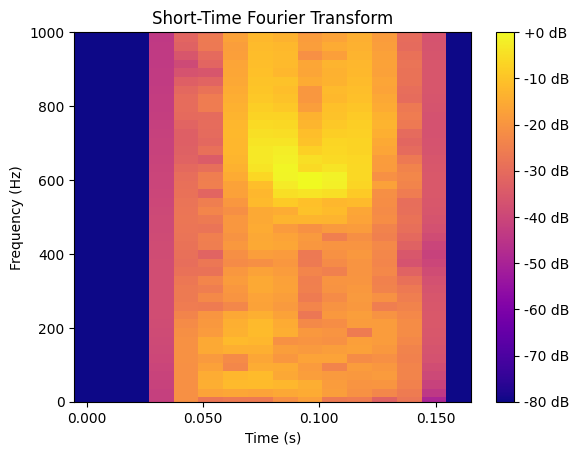 Short-Time Fourier Transform
1000
800
600
400
200
0
Frequency (Hz)
0.000
0.050
0.100
0.150
Time (s)
+0 dB
-10 dB
-20 dB
-30 dB
-40 dB
-50 dB
-60 dB
-70 dB
-80 dB